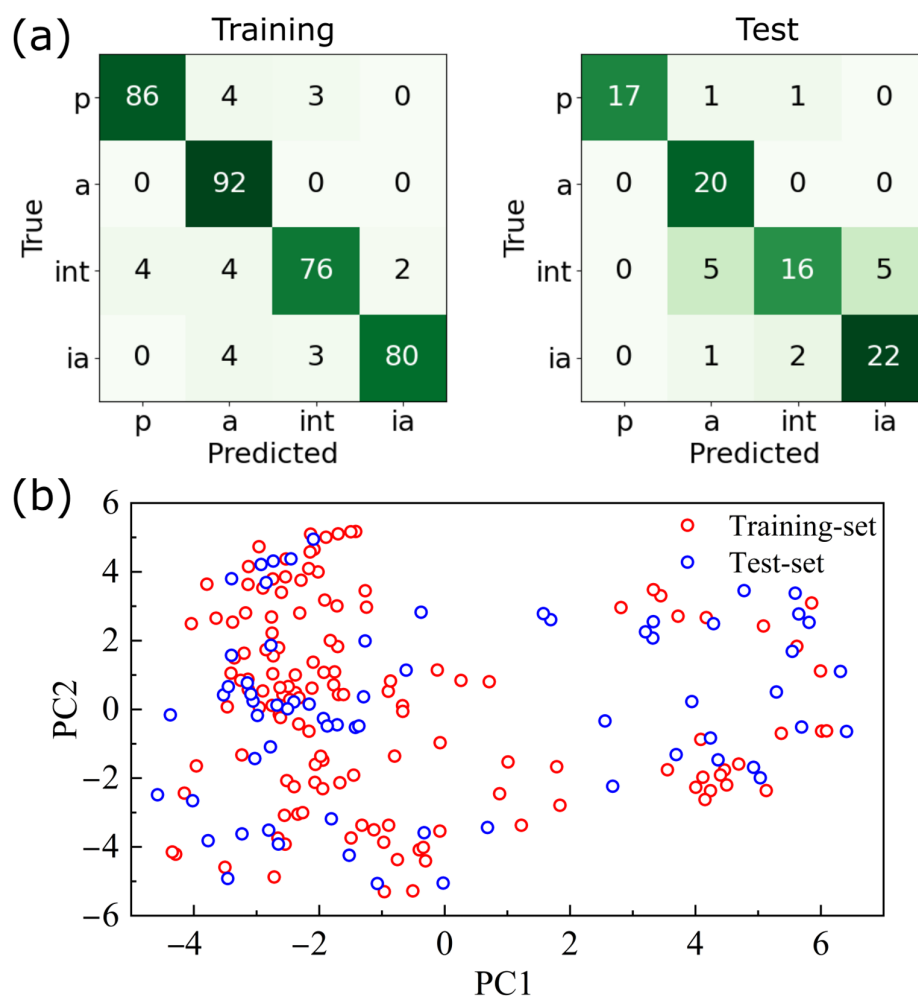 (a)
Training
Test
True
p
86 4 3 0
a
0 92 0 0
int
4 4 76 2
ia
0 4 3 80
p a int ia
Predicted
True
p
17 1 1 0
a
0 20 0 0
int
0 5 16 5
ia
0 1 2 22
p a int ia
Predicted
(b)
6
4
2
0
−2
−4
−6
PC2
Training-set
Test-set
−4 −2 0 2 4 6
PC1